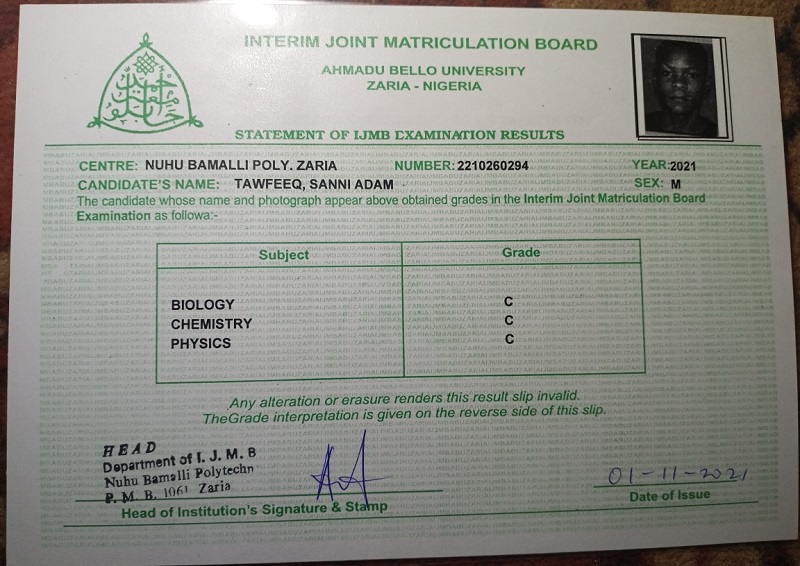 INTERIM JOINT MATRICULATION BOARD
AHMADU BELLO UNIVERSITY
ZARIA - NIGERIA
STATEMENT OF IJMB EXAMINATION RESULTS
CENTRE: NUHU BAMALLI POLY. ZARIA NUMBER: 2210260294 YEAR: 2021
CANDIDATE'S NAME: TAWFEEQ, SANNI ADAM SEX: M
The candidate whose name and photograph appear above obtained grades in the Interim Joint Matriculation Board
Examination as followa:-
Subject Grade
BIOLOGY C
CHEMISTRY C
PHYSICS C
Any alteration or erasure renders this result slip invalid.
TheGrade interpretation is given on the reverse side of this slip.
HEAD
Department of I. J. M. B
Nuhu Bamalli Polytechn
P. M. B. 1061 Zaria
01-11-2021
Head of Institution's Signature & Stamp
Date of Issue